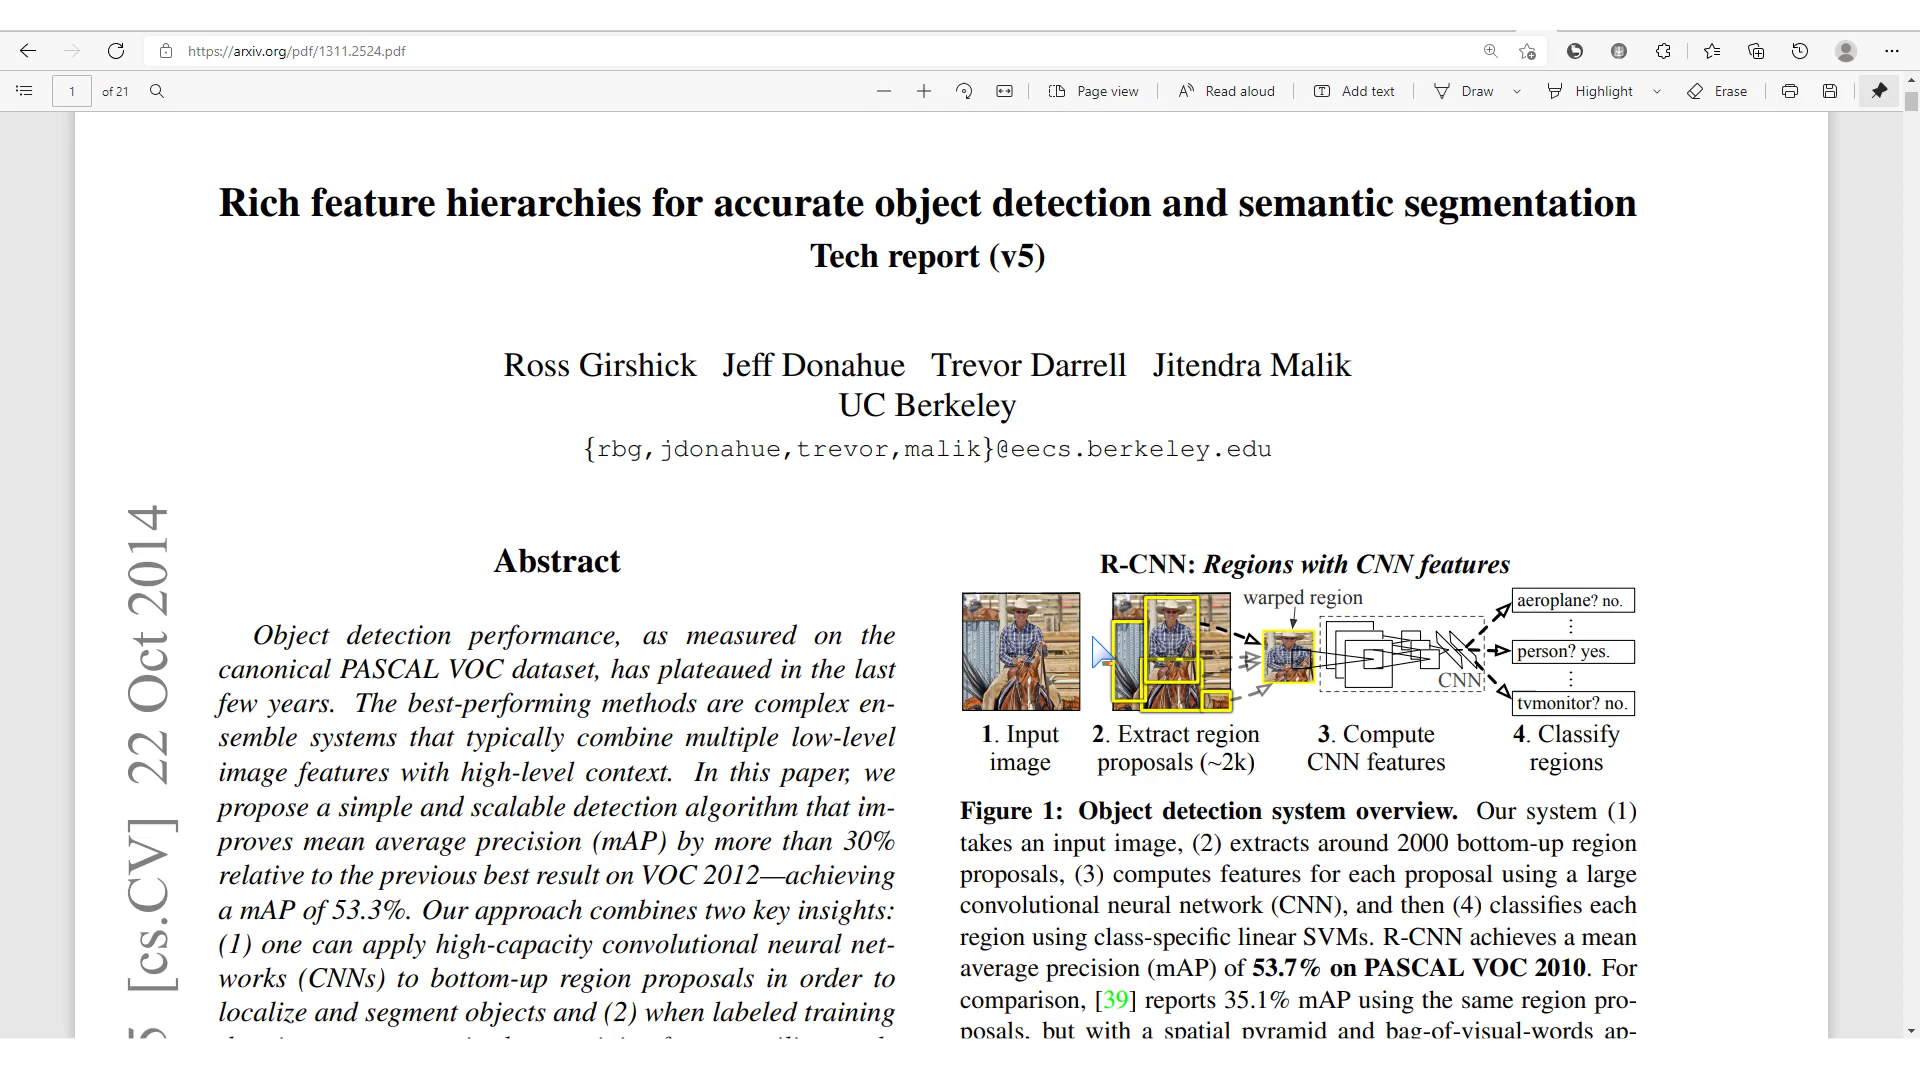 https://arxiv.org/pdf/1311.2524.pdf
1 of 21
Page view
Read aloud
Add text
Draw
Highlight
Erase
Rich feature hierarchies for accurate object detection and semantic segmentation
Tech report (v5)
Ross Girshick Jeff Donahue Trevor Darrell Jitendra Malik
UC Berkeley
{rbg,jdonahue,trevor,malik}@eecs.berkeley.edu
[cs.CV] 22 Oct 2014
Abstract
Object detection performance, as measured on the
canonical PASCAL VOC dataset, has plateaued in the last
few years. The best-performing methods are complex en-
semble systems that typically combine multiple low-level
image features with high-level context. In this paper, we
propose a simple and scalable detection algorithm that im-
proves mean average precision (mAP) by more than 30%
relative to the previous best result on VOC 2012—achieving
a mAP of 53.3%. Our approach combines two key insights:
(1) one can apply high-capacity convolutional neural net-
works (CNNs) to bottom-up region proposals in order to
localize and segment objects and (2) when labeled training
R-CNN: Regions with CNN features
warped region
aeroplane? no.
person? yes.
CNN
tvmonitor? no.
1. Input
image
2. Extract region
proposals (~2k)
3. Compute
CNN features
4. Classify
regions
Figure 1: Object detection system overview. Our system (1)
takes an input image, (2) extracts around 2000 bottom-up region
proposals, (3) computes features for each proposal using a large
convolutional neural network (CNN), and then (4) classifies each
region using class-specific linear SVMs. R-CNN achieves a mean
average precision (mAP) of 53.7% on PASCAL VOC 2010. For
comparison, [39] reports 35.1% mAP using the same region pro-
posals, but with a spatial pyramid and bag-of-visual-words ap-